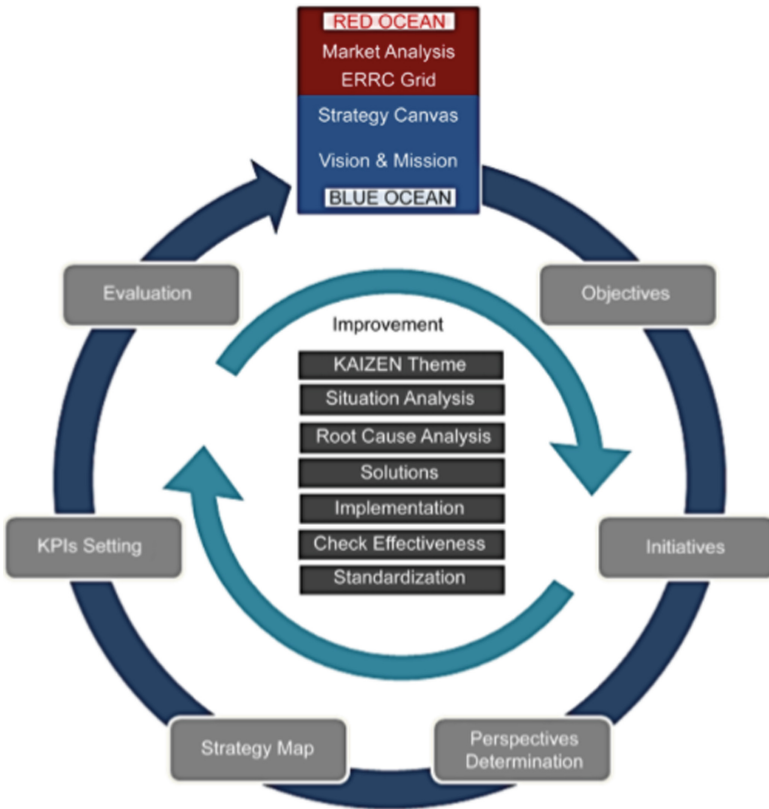 RED OCEAN
Market Analysis
ERRC Grid
Strategy Canvas
Vision & Mission
BLUE OCEAN
Evaluation
Objectives
Improvement
KAIZEN Theme
Situation Analysis
Root Cause Analysis
Solutions
Implementation
Check Effectiveness
Standardization
KPIs Setting
Initiatives
Strategy Map
Perspectives
Determination